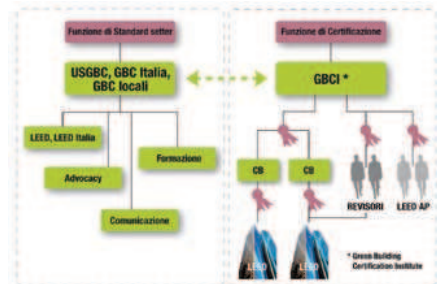 Funzione di Standard setter
USGBC, GBC Italia,
GBC locali
LEED, LEED Italia
Advocacy
Formazione
Comunicazione
Funzione di Certificazione
GBCI *
CB
CB
REVISORI
LEED AP
LEED
LEED
* Green Building
Certification Institute